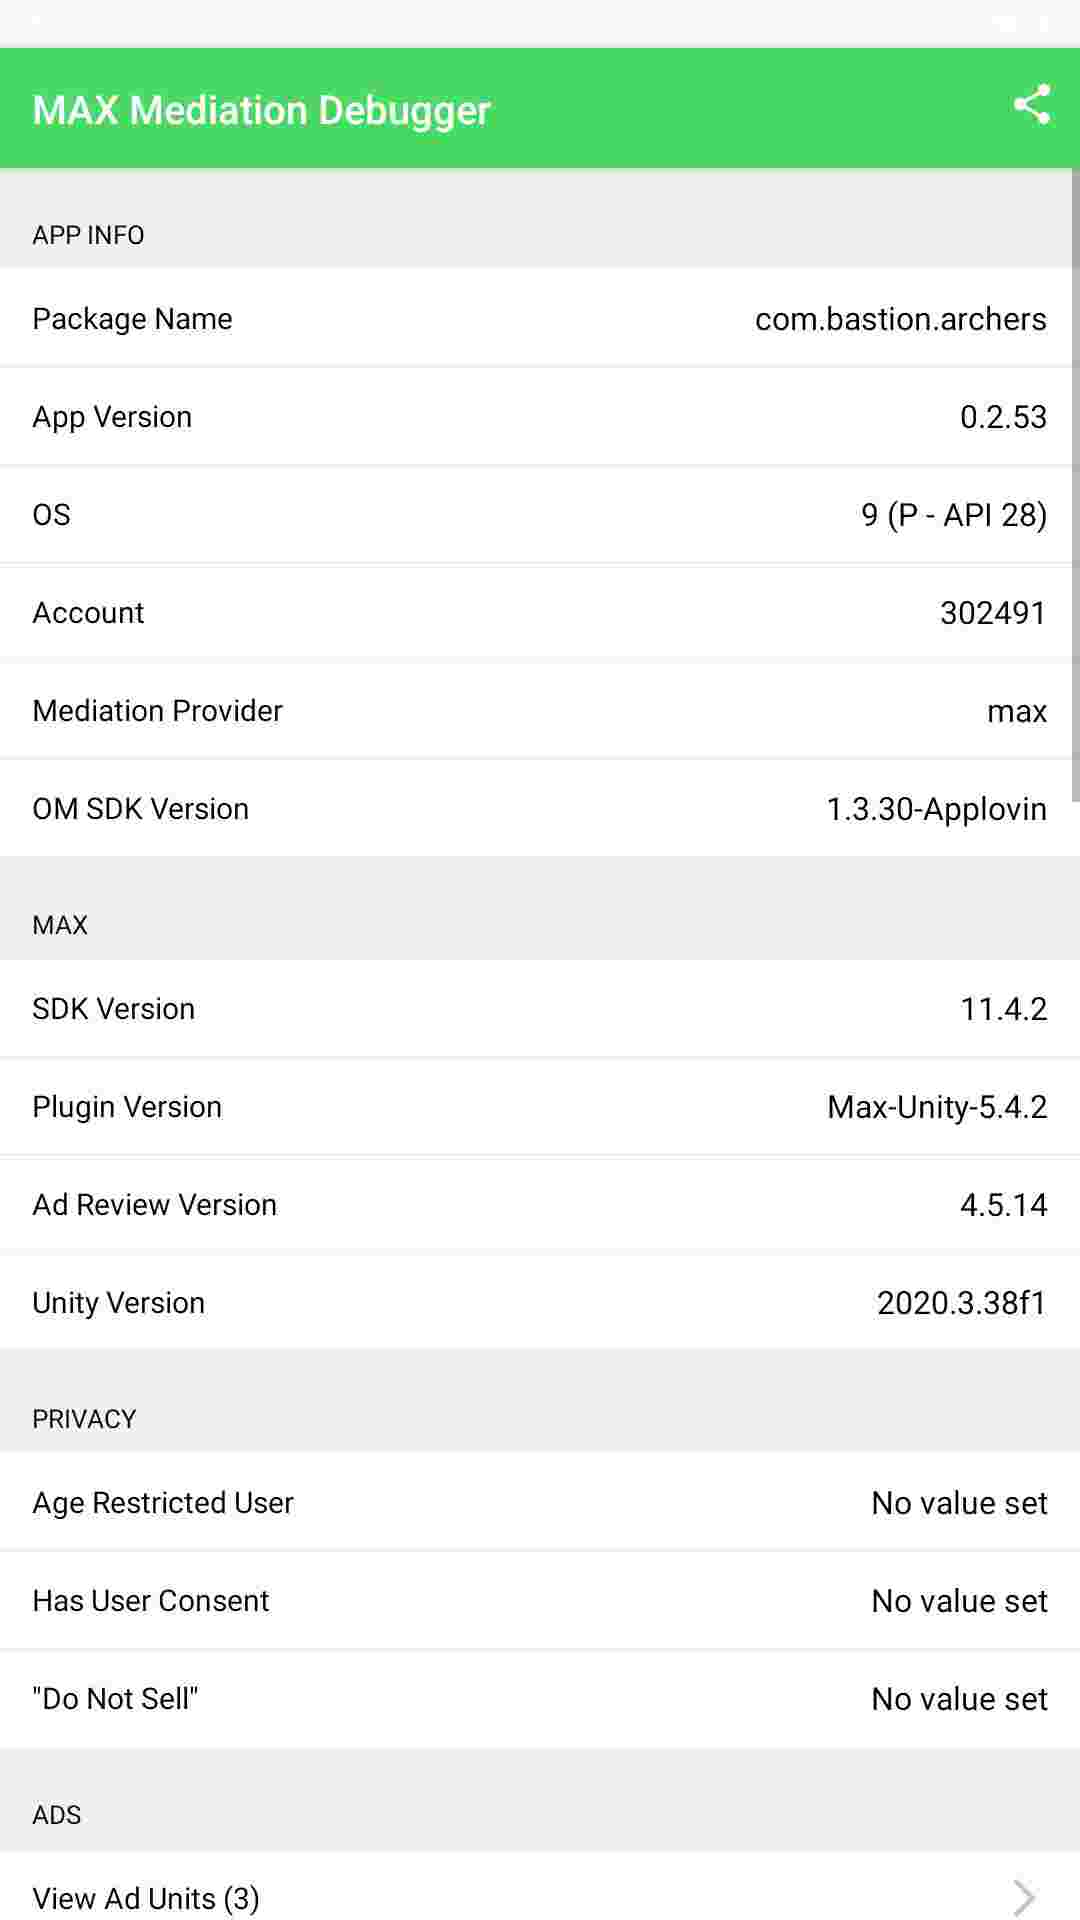 MAX Mediation Debugger
APP INFO
Package Name com.bastion.archers
App Version 0.2.53
OS 9 (P - API 28)
Account 302491
Mediation Provider max
OM SDK Version 1.3.30-Applovin
MAX
SDK Version 11.4.2
Plugin Version Max-Unity-5.4.2
Ad Review Version 4.5.14
Unity Version 2020.3.38f1
PRIVACY
Age Restricted User No value set
Has User Consent No value set
"Do Not Sell" No value set
ADS
View Ad Units (3)